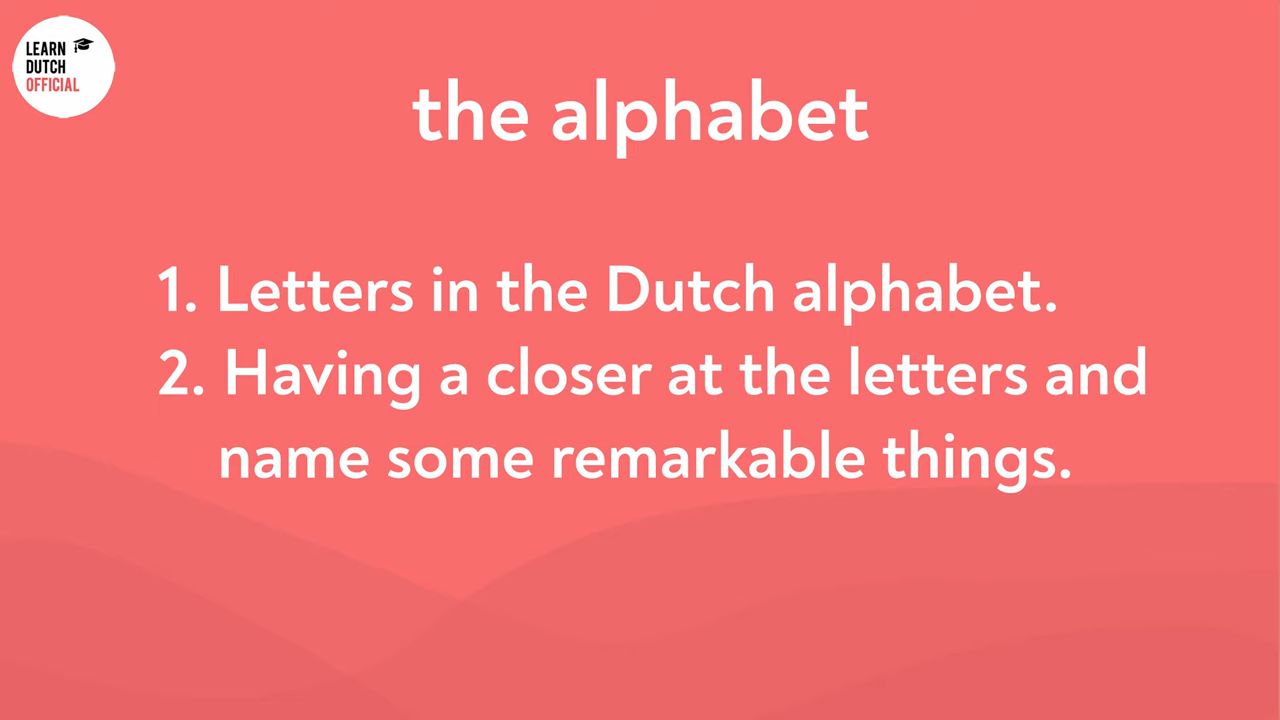 LEARN
DUTCH
OFFICIAL
the alphabet
1. Letters in the Dutch alphabet.
2. Having a closer at the letters and
name some remarkable things.